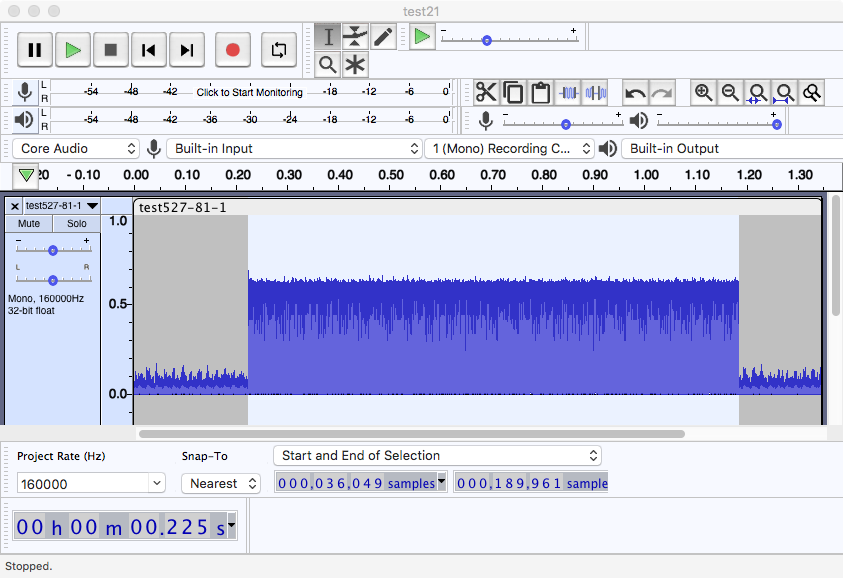 test21
L
R
-54 -48 -42 Click to Start Monitoring -18 -12 -6 0
L
R
-54 -48 -42 -36 -30 -24 -18 -12 -6 0
Core Audio Built-in Input 1 (Mono) Recording C... Built-in Output
20 - 0.10 0.00 0.10 0.20 0.30 0.40 0.50 0.60 0.70 0.80 0.90 1.00 1.10 1.20 1.30
test527-81-1
Mute Solo
- +
L R
Mono, 160000Hz
32-bit float
1.0
0.5
0.0
test527-81-1
Project Rate (Hz) Snap-To Start and End of Selection
160000 Nearest 000,036,049 samples 000,189,961 sample
00 h 00 m 00.225 s
Stopped.